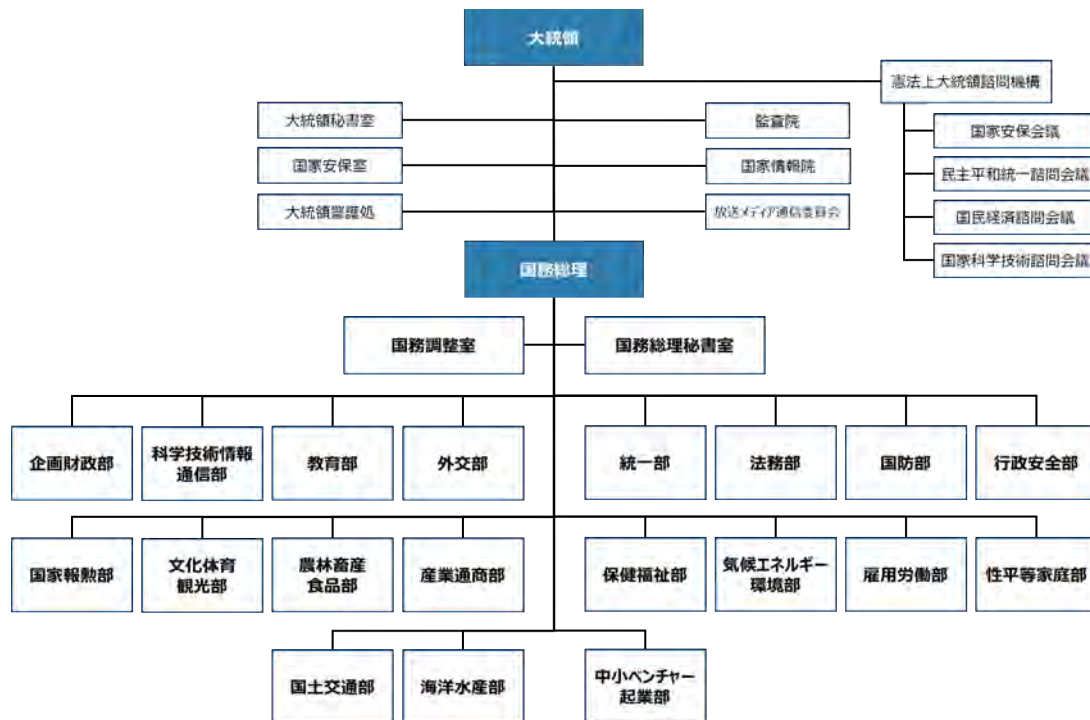 大統領
憲法上大統領諮問機構
大統領秘書室
監査院
国家安保会議
国家安保室
国家情報院
民主平和統一諮問会議
大統領警護処
放送メディア通信委員会
国民経済諮問会議
国家科学技術諮問会議
国務総理
国務調整室
国務総理秘書室
企画財政部
科学技術情報
通信部
教育部
外交部
統一部
法務部
国防部
行政安全部
国家報勲部
文化体育
観光部
農林畜産
食品部
産業通商部
保健福祉部
気候エネルギー
環境部
雇用労働部
性平等家庭部
国土交通部
海洋水産部
中小ベンチャー
起業部